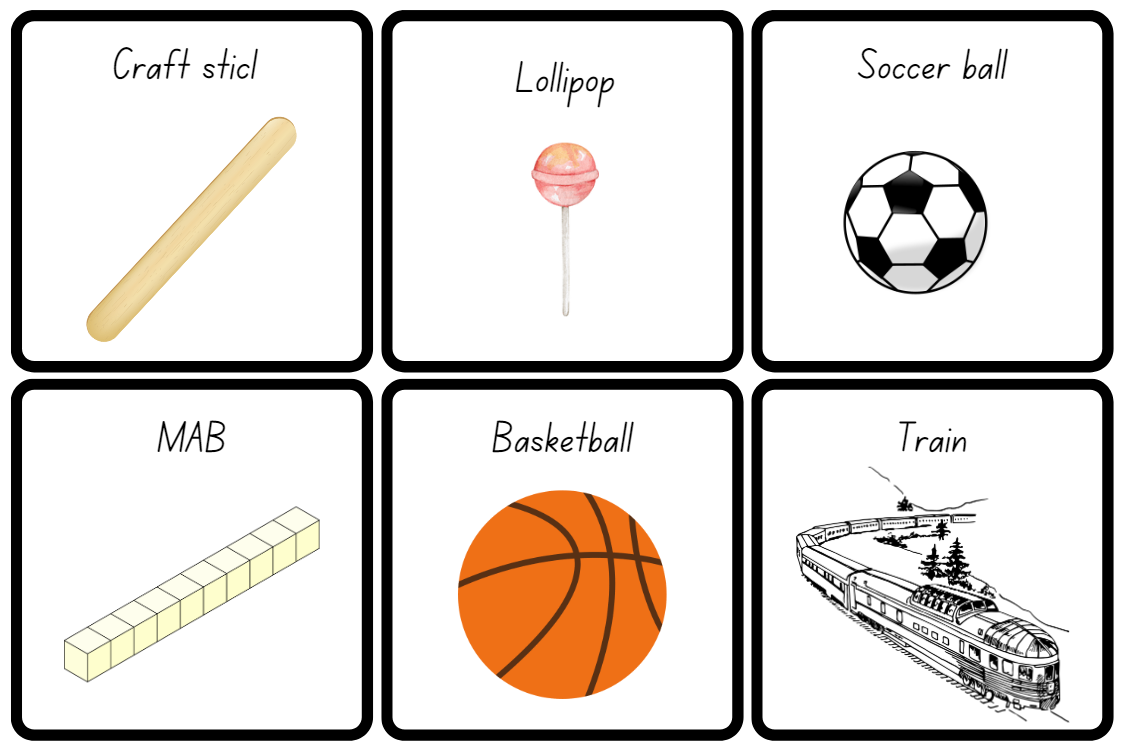 Craft sticl
Lollipop
Soccer ball
MAB
Basketball
Train